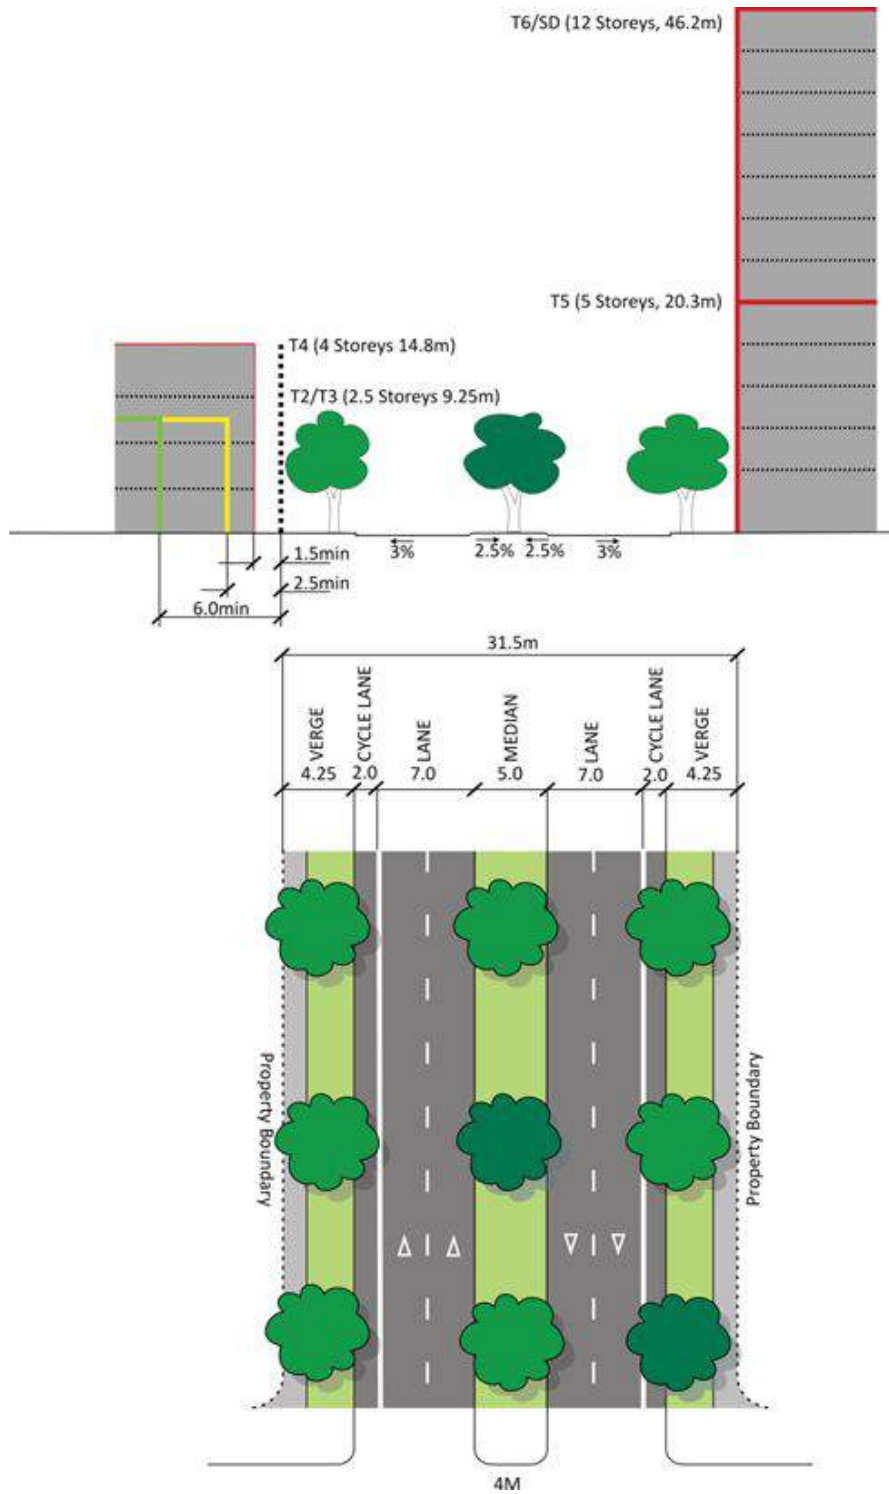 T6/SD (12 Storeys, 46.2m)
T5 (5 Storeys, 20.3m)
T4 (4 Storeys 14.8m)
T2/T3 (2.5 Storeys 9.25m)
3%
2.5%
2.5%
3%
1.5min
2.5min
6.0min
31.5m
VERGE
CYCLE LANE
LANE
MEDIAN
LANE
CYCLE LANE
VERGE
4.25
2.0
7.0
5.0
7.0
2.0
4.25
Property Boundary
Property Boundary
4M